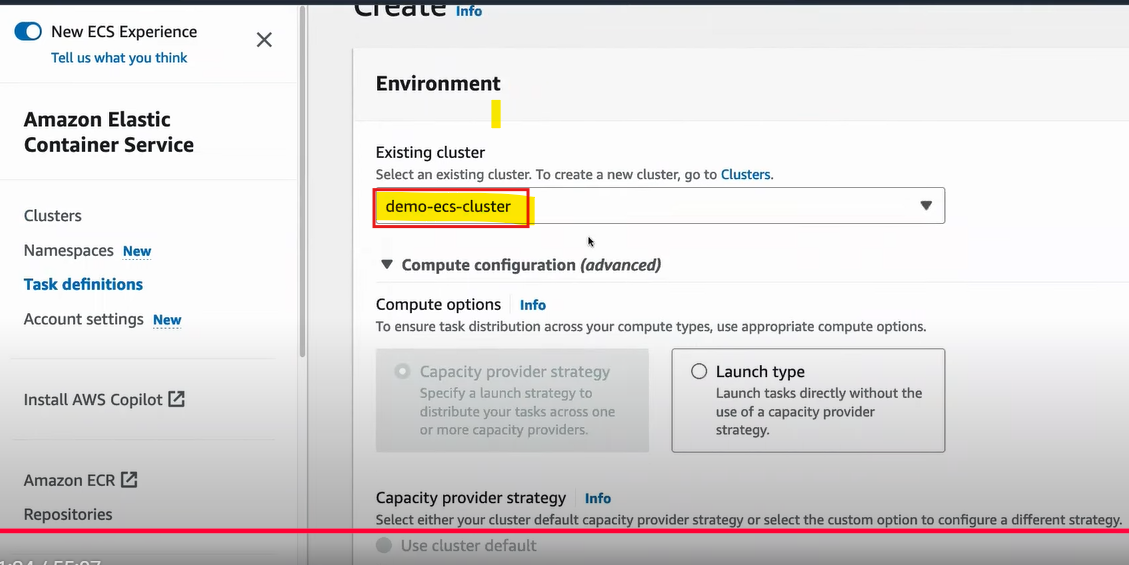 New ECS Experience
Tell us what you think
Amazon Elastic
Container Service
Clusters
Namespaces New
Task definitions
Account settings New
Install AWS Copilot
Amazon ECR
Repositories
Create Info
Environment
Existing cluster
Select an existing cluster. To create a new cluster, go to Clusters.
demo-ecs-cluster
Compute configuration (advanced)
Compute options Info
To ensure task distribution across your compute types, use appropriate compute options.
Capacity provider strategy
Specify a launch strategy to
distribute your tasks across one
or more capacity providers.
Launch type
Launch tasks directly without the
use of a capacity provider
strategy.
Capacity provider strategy Info
Select either your cluster default capacity provider strategy or select the custom option to configure a different strategy.
Use cluster default